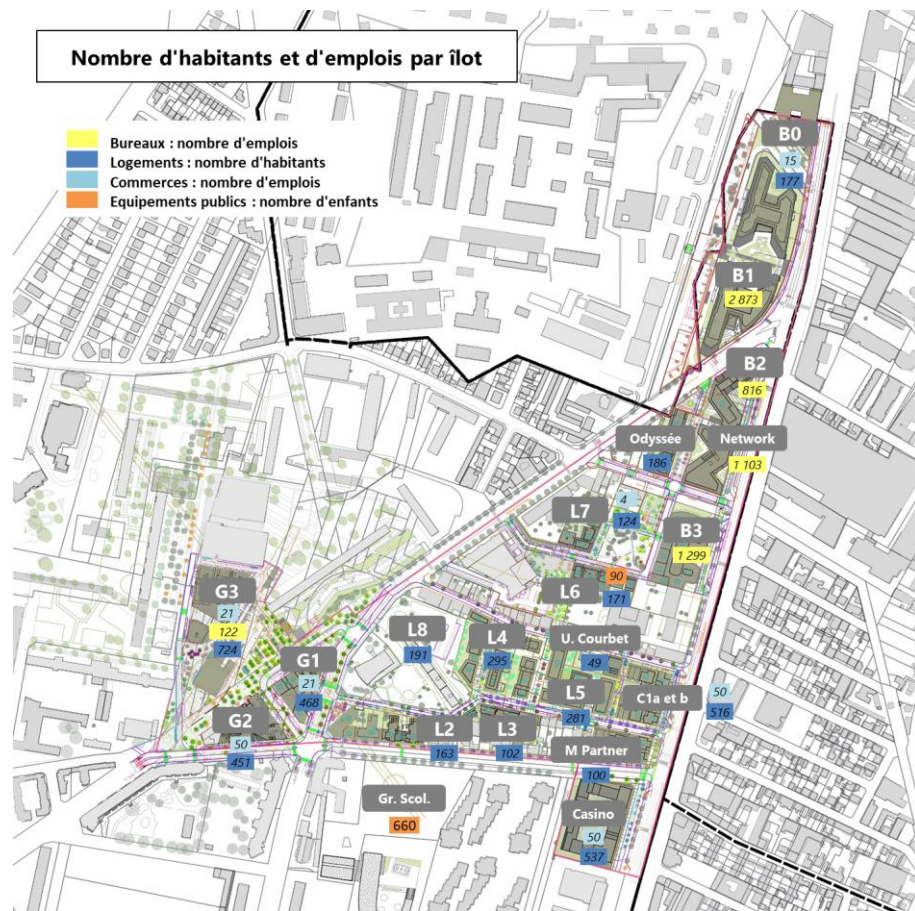 Nombre d'habitants et d'emplois par îlot
Bureaux : nombre d'emplois
Logements : nombre d'habitants
Commerces : nombre d'emplois
Equipements publics : nombre d'enfants
B0
15
177
B1
2 873
B2
816
Odyssée
186
Network
1 103
L7
4
124
B3
1 299
L6
90
171
G3
21
122
724
G1
21
468
L8
191
L4
295
U. Courbet
49
L5
281
C1a et b
50
516
G2
50
451
L2
163
L3
102
M Partner
100
Gr. Scol.
660
Casino
50
537